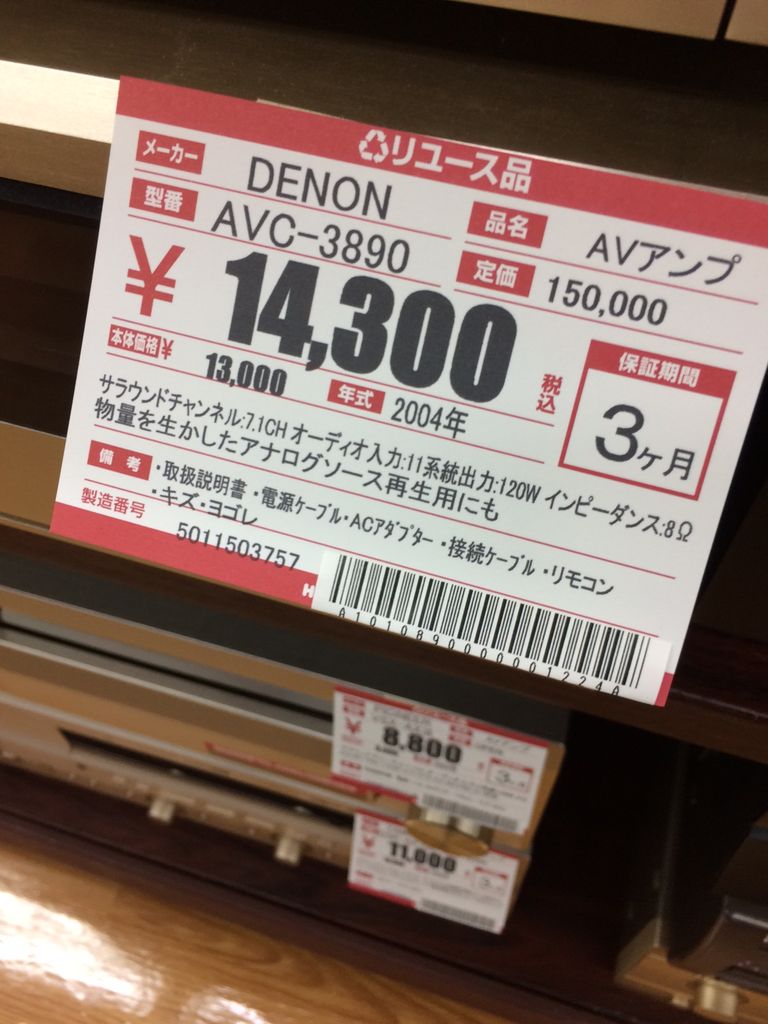 リユース品
メーカー DENON 品名 AVアンプ
型番 AVC-3890 定価 150,000
¥ 14,300 税込
本体価格¥ 13,000 年式 2004年
保証期間
3ヶ月
サラウンドチャンネル:7.1CH オーディオ入力:11系統出力:120W インピーダンス:8Ω
物量を生かしたアナログソース再生用にも
備考 ・取扱説明書・電源ケーブル・ACアダプター・接続ケーブル・リモコン
・キズ・ヨゴレ
製造番号 5011503757
A10108900000001224A
¥ 8,800
3ヶ月
¥ 11,000